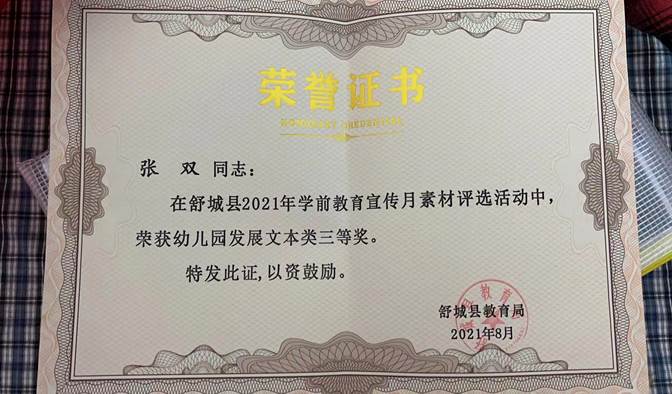 荣誉证书
HONORARY CREDENTIAL
张 双 同志：
在舒城县2021年学前教育宣传月素材评选活动中，
荣获幼儿园发展文本类三等奖。
特发此证，以资鼓励。
舒城县教育局
2021年8月